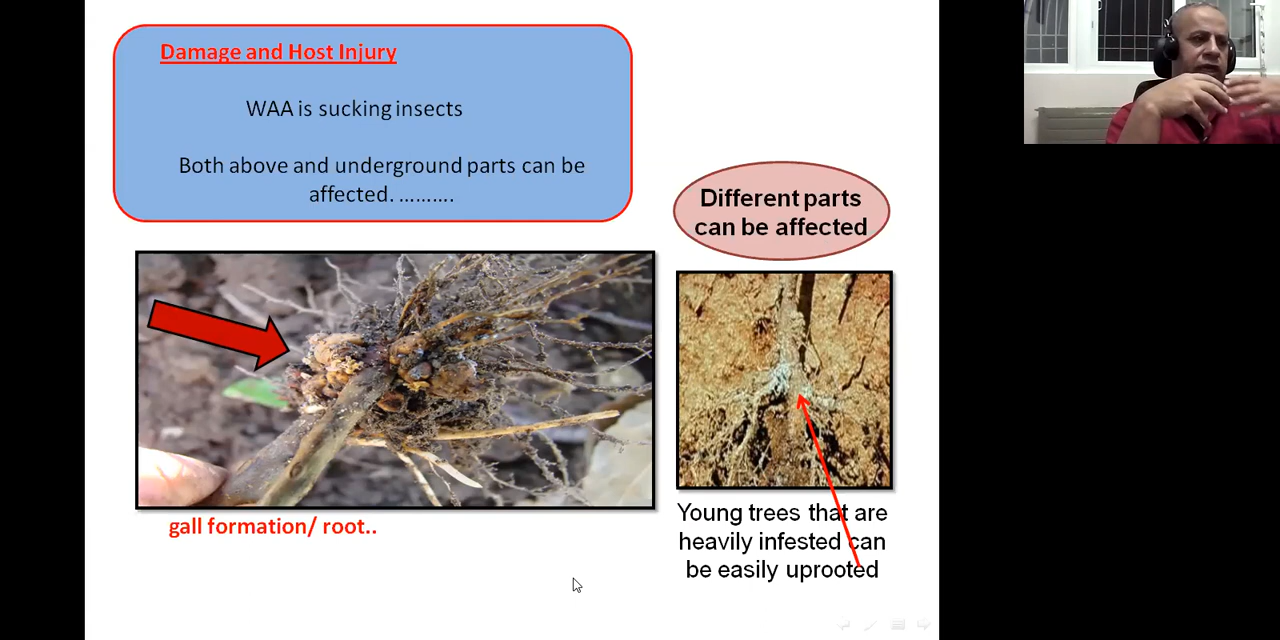 Damage and Host Injury
WAA is sucking insects
Both above and underground parts can be
affected. ..........
Different parts
can be affected
gall formation/ root..
Young trees that are
heavily infested can
be easily uprooted